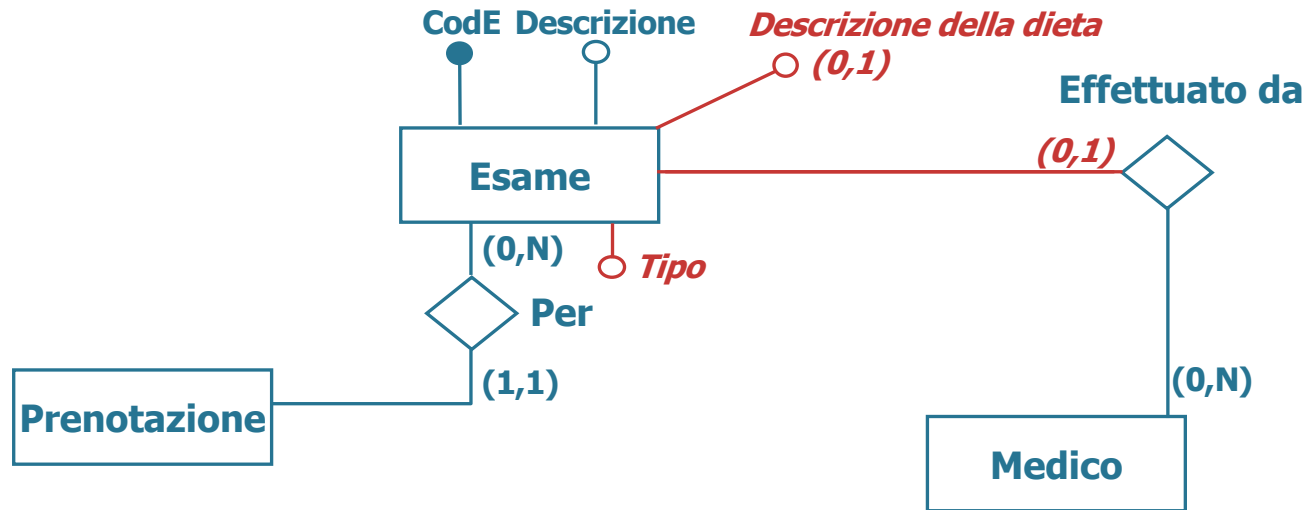 CodE Descrizione
Descrizione della dieta
(0,1)
Effettuato da
(0,1)
Esame
(0,N)
Tipo
Per
(1,1)
(0,N)
Prenotazione
Medico